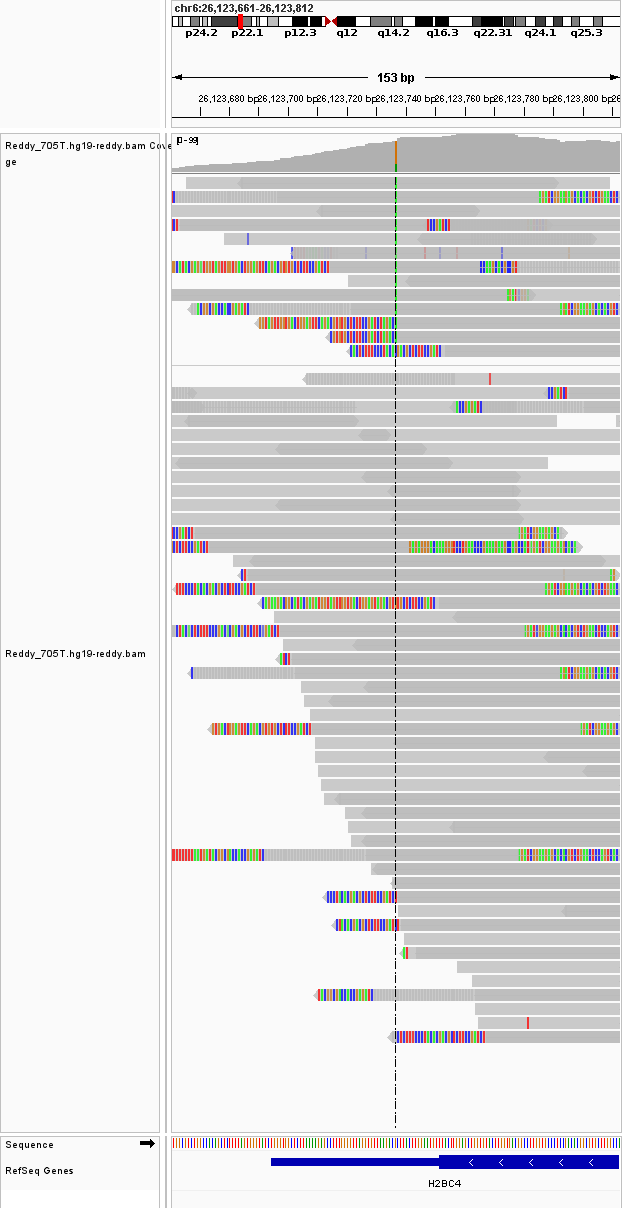 chr6:26,123,661-26,123,812
p24.2 p22.1 p12.3 q12 q14.2 q16.3 q22.31 q24.1 q25.3
153 bp
26,123,680 bp 26,123,700 bp 26,123,720 bp 26,123,740 bp 26,123,760 bp 26,123,780 bp 26,123,800 bp 26
Reddy_705T.hg19-reddy.bam Cove
ge
[0-99]
Reddy_705T.hg19-reddy.bam
Sequence
RefSeq Genes
H2BC4